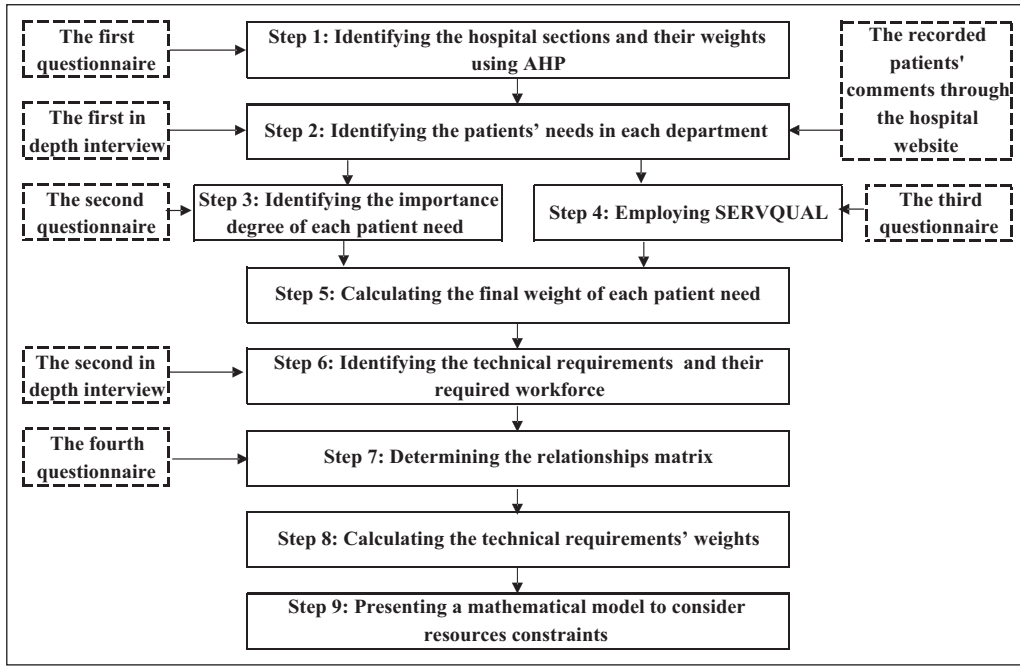 The first
questionnaire
Step 1: Identifying the hospital sections and their weights
using AHP
The recorded
patients'
comments through
the hospital
website
The first in
depth interview
Step 2: Identifying the patients’ needs in each department
The second
questionnaire
Step 3: Identifying the importance
degree of each patient need
Step 4: Employing SERVQUAL
The third
questionnaire
Step 5: Calculating the final weight of each patient need
The second in
depth interview
Step 6: Identifying the technical requirements and their
required workforce
The fourth
questionnaire
Step 7: Determining the relationships matrix
Step 8: Calculating the technical requirements’ weights
Step 9: Presenting a mathematical model to consider
resources constraints